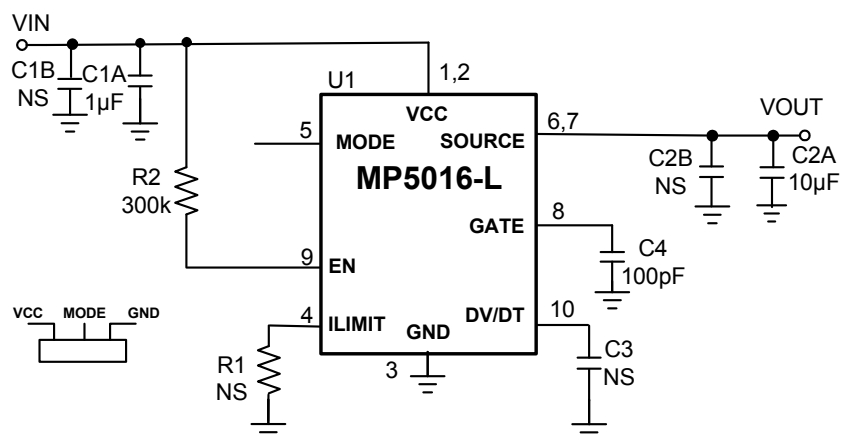 VIN
C1B
NS
C1A
1µF
U1
1,2
VCC
5
MODE
SOURCE
6,7
VOUT
MP5016-L
R2
300k
C2B
NS
C2A
10µF
GATE
8
C4
100pF
9
EN
VCC MODE GND
4
ILIMIT
GND
DV/DT
10
R1
NS
3
C3
NS